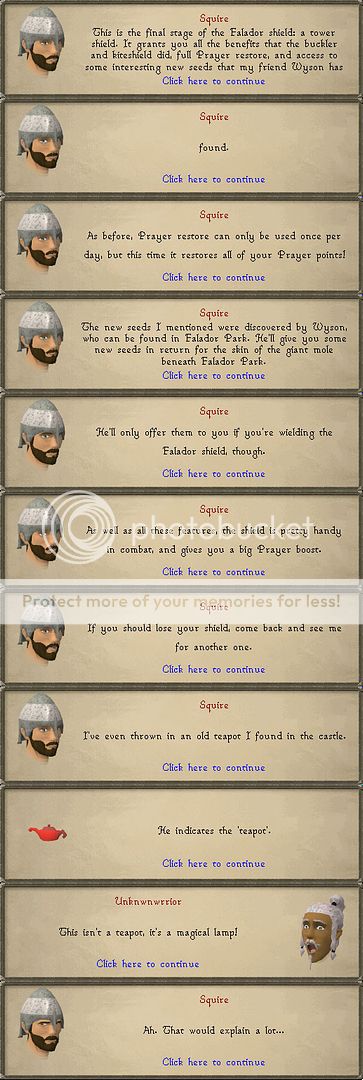 Squire
This is the final stage of the Falador shield: a tower
shield. It grants you all the benefits that the buckler
and kiteshield did, full Prayer restore, and access to
some interesting new seeds that my friend Wyson has
Click here to continue
Squire
found.
Click here to continue
Squire
As before, Prayer restore can only be used once per
day, but this time it restores all of your Prayer points!
Click here to continue
Squire
The new seeds I mentioned were discovered by Wyson,
who can be found in Falador Park. He'll give you some
new seeds in return for the skin of the giant mole
beneath Falador Park.
Click here to continue
Squire
He'll only offer them to you if you're wielding the
Falador shield, though.
Click here to continue
Squire
As well as all these features, the shield is pretty handy
in combat, and gives you a big Prayer boost.
Click here to continue
photobucket
Protect more of your memories for less!
Squire
If you should lose your shield, come back and see me
for another one.
Click here to continue
Squire
I've even thrown in an old teapot I found in the castle.
Click here to continue
He indicates the 'teapot'.
Click here to continue
Unknwnwrrior
This isn't a teapot, it's a magical lamp!
Click here to continue
Squire
Ah. That would explain a lot...
Click here to continue